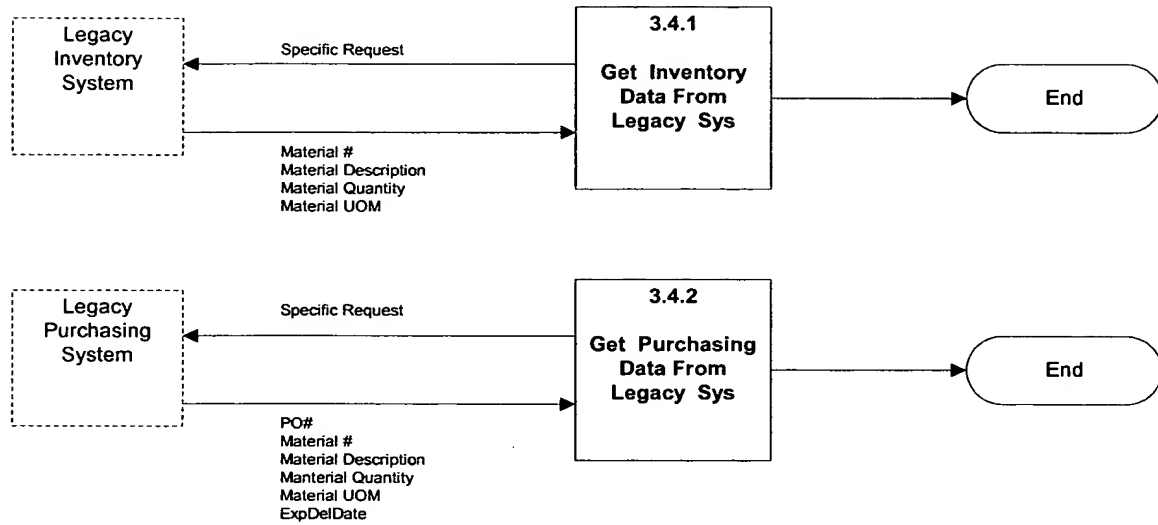 Legacy
Inventory
System
Specific Request
Material #
Material Description
Material Quantity
Material UOM
3.4.1
Get Inventory
Data From
Legacy Sys
End
Legacy
Purchasing
System
Specific Request
PO#
Material #
Material Description
Manterial Quantity
Material UOM
ExpDelDate
3.4.2
Get Purchasing
Data From
Legacy Sys
End